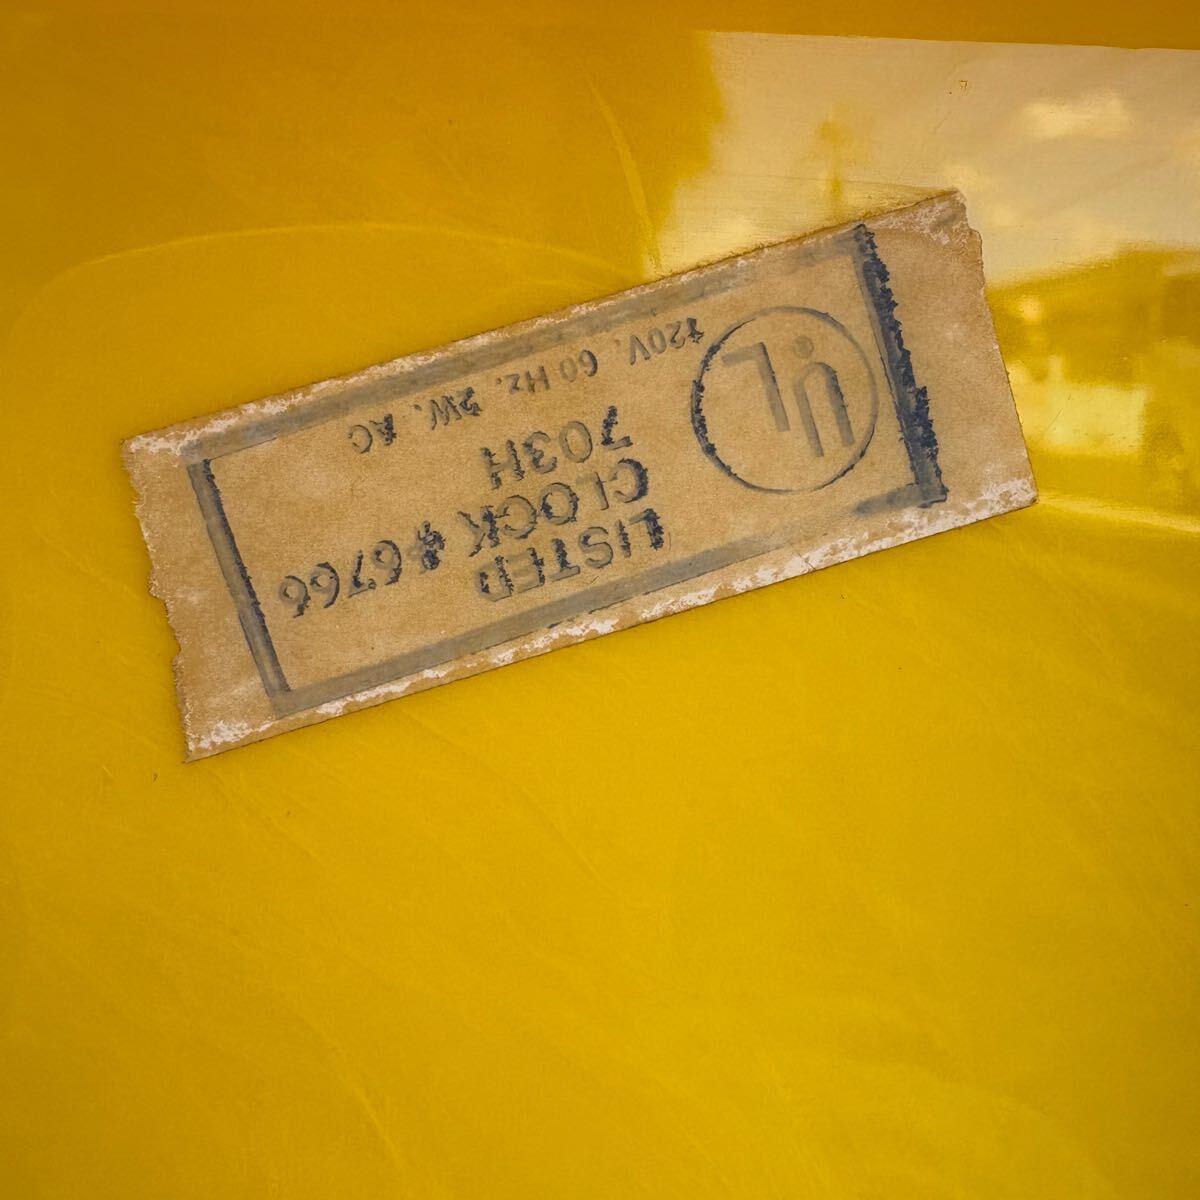 UL
LISTED
CLOCK # 6766
703H
120V, 60 Hz, 2W, AC